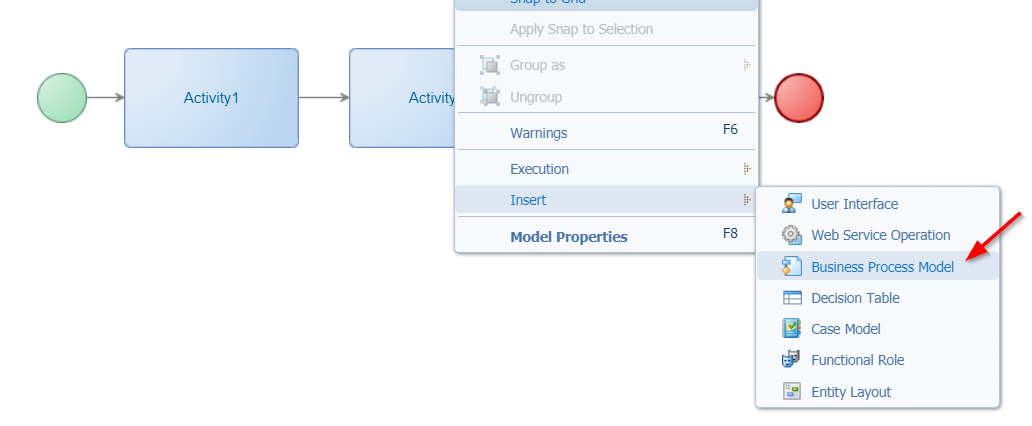 Snap to Grid
Apply Snap to Selection
Group as
Ungroup
Warnings F6
Execution
Insert
Model Properties F8
Activity1
Activity
User Interface
Web Service Operation
Business Process Model
Decision Table
Case Model
Functional Role
Entity Layout